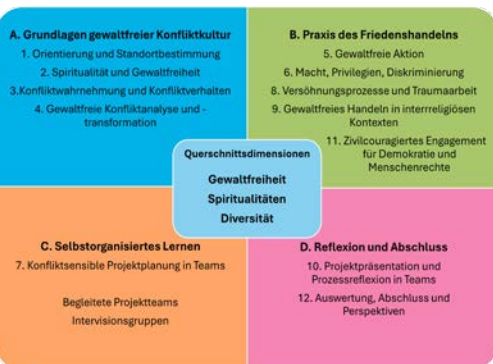 A. Grundlagen gewaltfreier Konfliktkultur
1. Orientierung und Standortbestimmung
2. Spiritualität und Gewaltfreiheit
3.Konfliktwahrnehmung und Konfliktverhalten
4. Gewaltfreie Konfliktanalyse und -
transformation
B. Praxis des Friedenshandelns
5. Gewaltfreie Aktion
6. Macht, Privilegien, Diskriminierung
8. Versöhnungsprozesse und Traumaarbeit
9. Gewaltfreies Handeln in interrreligiösen
Kontexten
11. Zivilcouragiertes Engagement
für Demokratie und
Menschenrechte
Querschnittsdimensionen
Gewaltfreiheit
Spiritualitäten
Diversität
C. Selbstorganisiertes Lernen
7. Konfliktsensible Projektplanung in Teams
Begleitete Projektteams
Intervisionsgruppen
D. Reflexion und Abschluss
10. Projektpräsentation und
Prozessreflexion in Teams
12. Auswertung, Abschluss und
Perspektiven